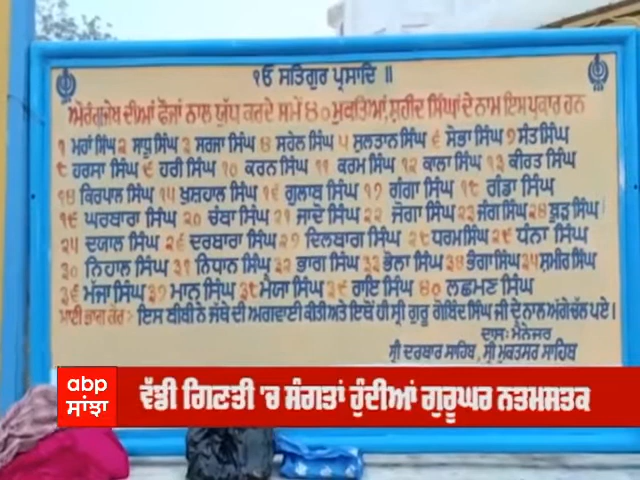 ੧ੳ ਸਤਿਗੁਰ ਪ੍ਰਸਾਦਿ ॥
ਔਰੰਗਜੇਬ ਦੀਆਂ ਫੌਜਾਂ ਨਾਲ ਯੁੱਧ ਕਰਦੇ ਸਮੇਂ ੪੦ ਮੁਕਤਿਆਂ,ਸ਼ਹੀਦ ਸਿੰਘਾਂ ਦੇ ਨਾਮ ਇਸ ਪ੍ਰਕਾਰ ਹਨ
੧ ਮਹਾਂ ਸਿੰਘ ੨ ਸਾਧੂ ਸਿੰਘ ੩ ਸਰਜਾ ਸਿੰਘ ੪ ਸਹੇਲ ਸਿੰਘ ੫ ਸੁਲਤਾਨ ਸਿੰਘ ੬ ਸੋਭਾ ਸਿੰਘ ੭ ਸੰਤ ਸਿੰਘ
੮ ਹਰਸਾ ਸਿੰਘ ੯ ਹਰੀ ਸਿੰਘ ੧੦ ਕਰਨ ਸਿੰਘ ੧੧ ਕਰਮ ਸਿੰਘ ੧੨ ਕਾਲਾ ਸਿੰਘ ੧੩ ਕੀਰਤ ਸਿੰਘ
੧੪ ਕਿਰਪਾਲ ਸਿੰਘ ੧੫ ਖੁਸ਼ਹਾਲ ਸਿੰਘ ੧੬ ਗੁਲਾਬ ਸਿੰਘ ੧੭ ਗੰਗਾ ਸਿੰਘ ੧੮ ਗੰਡਾ ਸਿੰਘ
੧੯ ਘਰਬਾਰਾ ਸਿੰਘ ੨੦ ਚੰਬਾ ਸਿੰਘ ੨੧ ਜਾਦੋ ਸਿੰਘ ੨੨ ਜੋਗਾ ਸਿੰਘ ੨੩ ਜੰਗ ਸਿੰਘ ੨੪ ਬੂੜ ਸਿੰਘ
੨੫ ਦਯਾਲ ਸਿੰਘ ੨੬ ਦਰਬਾਰਾ ਸਿੰਘ ੨੭ ਦਿਲਬਾਗ ਸਿੰਘ ੨੮ ਧਰਮ ਸਿੰਘ ੨੯ ਧੰਨਾ ਸਿੰਘ
੩੦ ਨਿਹਾਲ ਸਿੰਘ ੩੧ ਨਿਧਾਨ ਸਿੰਘ ੩੨ ਭਾਗ ਸਿੰਘ ੩੩ ਭੋਲਾ ਸਿੰਘ ੩੪ ਭੰਗਾ ਸਿੰਘ ੩੫ ਸ਼ਮੀਰ ਸਿੰਘ
੩੬ ਮੱਜਾ ਸਿੰਘ ੩੭ ਮਾਨ ਸਿੰਘ ੩੮ ਮੈਯਾ ਸਿੰਘ ੩੯ ਰਾਇ ਸਿੰਘ ੪੦ ਲਛਮਣ ਸਿੰਘ
ਮਾਈ ਭਾਗ ਕੌਰ :- ਇਸ ਬੀਬੀ ਨੇ ਜੱਥੇ ਦੀ ਅਗਵਾਈ ਕੀਤੀ ਅਤੇ ਇਥੋਂ ਹੀ ਸ੍ਰੀ ਗੁਰੂ ਗੋਬਿੰਦ ਸਿੰਘ ਜੀ ਦੇ ਨਾਲ ਅੱਗੇ ਚੱਲ ਪਏ।
ਦਾਸ: ਮੈਨੇਜਰ
ਸ੍ਰੀ ਦਰਬਾਰ ਸਾਹਿਬ, ਸ੍ਰੀ ਮੁਕਤਸਰ ਸਾਹਿਬ
abp ਸਾਂਝਾ
ਵੱਡੀ ਗਿਣਤੀ 'ਚ ਸੰਗਤਾਂ ਹੁੰਦੀਆਂ ਗੁਰੂਘਰ ਨਤਮਸਤਕ